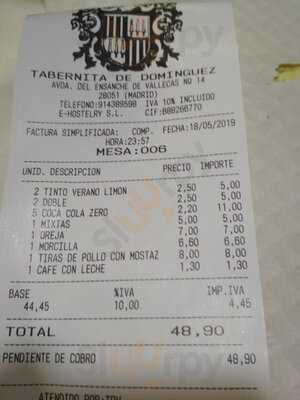 TABERNITA DE DOMINGUEZ
AVDA. DEL ENSANCHE DE VALLECAS NO 14
28051 (MADRID)
TELEFONO:914389598 IVA 10% INCLUIDO
E-HOSTELRY S.L. CIF:B88266770
FACTURA SIMPLIFICADA: COMP. FECHA:18/05/2019
HORA:23:57
MESA:006
UNID. DESCRIPCION PRECIO IMPORTE
2 TINTO VERANO LIMON 2,50 5,00
2 DOBLE 2,50 5,00
5 COCA COLA ZERO 2,20 11,00
1 MIXTAS 5,00 5,00
1 OREJA 7,00 7,00
1 MORCILLA 6,60 6,60
1 TIRAS DE POLLO CON MOSTAZ 8,00 8,00
1 CAFE CON LECHE 1,30 1,30
BASE %IVA IMP.IVA
44,45 10,00 4,45
TOTAL 48,90
PENDIENTE DE COBRO 48,90
ATENDIDO POR:TPV